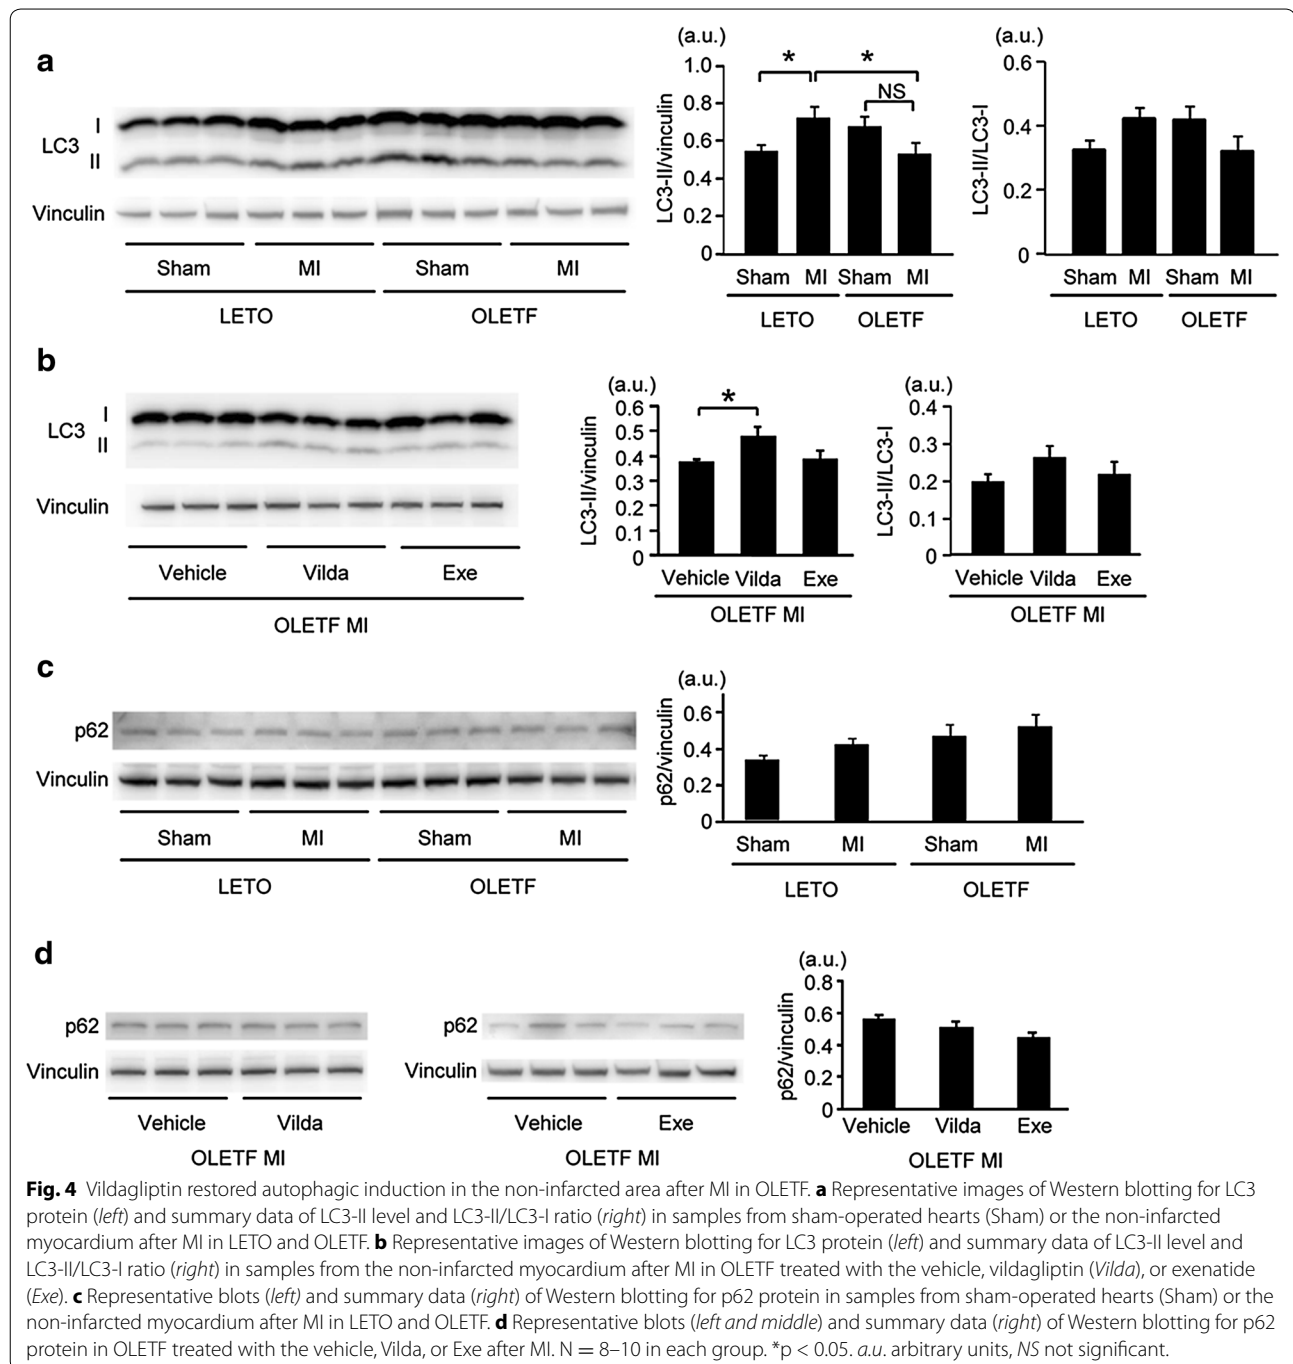 a
LC3
I
II
Vinculin
Sham MI Sham MI
LETO OLETF
(a.u.)
LC3-II/vinculin
1.0
0.8
0.6
0.4
0.2
0
* *
NS
Sham MI Sham MI
LETO OLETF
(a.u.)
LC3-II/LC3-I
0.6
0.4
0.2
0
Sham MI Sham MI
LETO OLETF
b
LC3
I
II
Vinculin
Vehicle Vilda Exe
OLETF MI
(a.u.)
LC3-II/vinculin
0.6
0.5
0.4
0.3
0.2
0.1
0
*
Vehicle Vilda Exe
OLETF MI
(a.u.)
LC3-II/LC3-I
0.4
0.3
0.2
0.1
0
Vehicle Vilda Exe
OLETF MI
c
p62
Vinculin
Sham MI Sham MI
LETO OLETF
(a.u.)
p62/vinculin
0.6
0.4
0.2
0
Sham MI Sham MI
LETO OLETF
d
p62
Vinculin
Vehicle Vilda
OLETF MI
p62
Vinculin
Vehicle Exe
OLETF MI
(a.u.)
p62/vinculin
0.8
0.6
0.4
0.2
0
Vehicle Vilda Exe
OLETF MI
Fig. 4 Vildagliptin restored autophagic induction in the non-infarcted area after MI in OLETF. a Representative images of Western blotting for LC3
protein (left) and summary data of LC3-II level and LC3-II/LC3-I ratio (right) in samples from sham-operated hearts (Sham) or the non-infarcted
myocardium after MI in LETO and OLETF. b Representative images of Western blotting for LC3 protein (left) and summary data of LC3-II level and
LC3-II/LC3-I ratio (right) in samples from the non-infarcted myocardium after MI in OLETF treated with the vehicle, vildagliptin (Vilda), or exenatide
(Exe). c Representative blots (left) and summary data (right) of Western blotting for p62 protein in samples from sham-operated hearts (Sham) or the
non-infarcted myocardium after MI in LETO and OLETF. d Representative blots (left and middle) and summary data (right) of Western blotting for p62
protein in OLETF treated with the vehicle, Vilda, or Exe after MI. N = 8–10 in each group. *p < 0.05. a.u. arbitrary units, NS not significant.